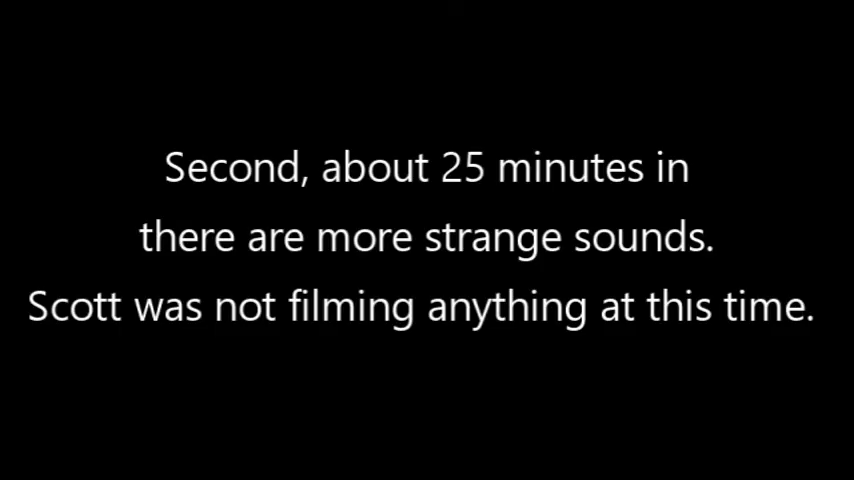 Second, about 25 minutes in
there are more strange sounds.
Scott was not filming anything at this time.